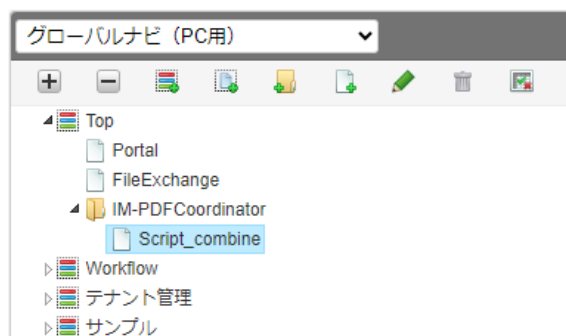 グローバルナビ（PC用）
Top
Portal
FileExchange
IM-PDFCoordinator
Script_combine
Workflow
テナント管理
サンプル